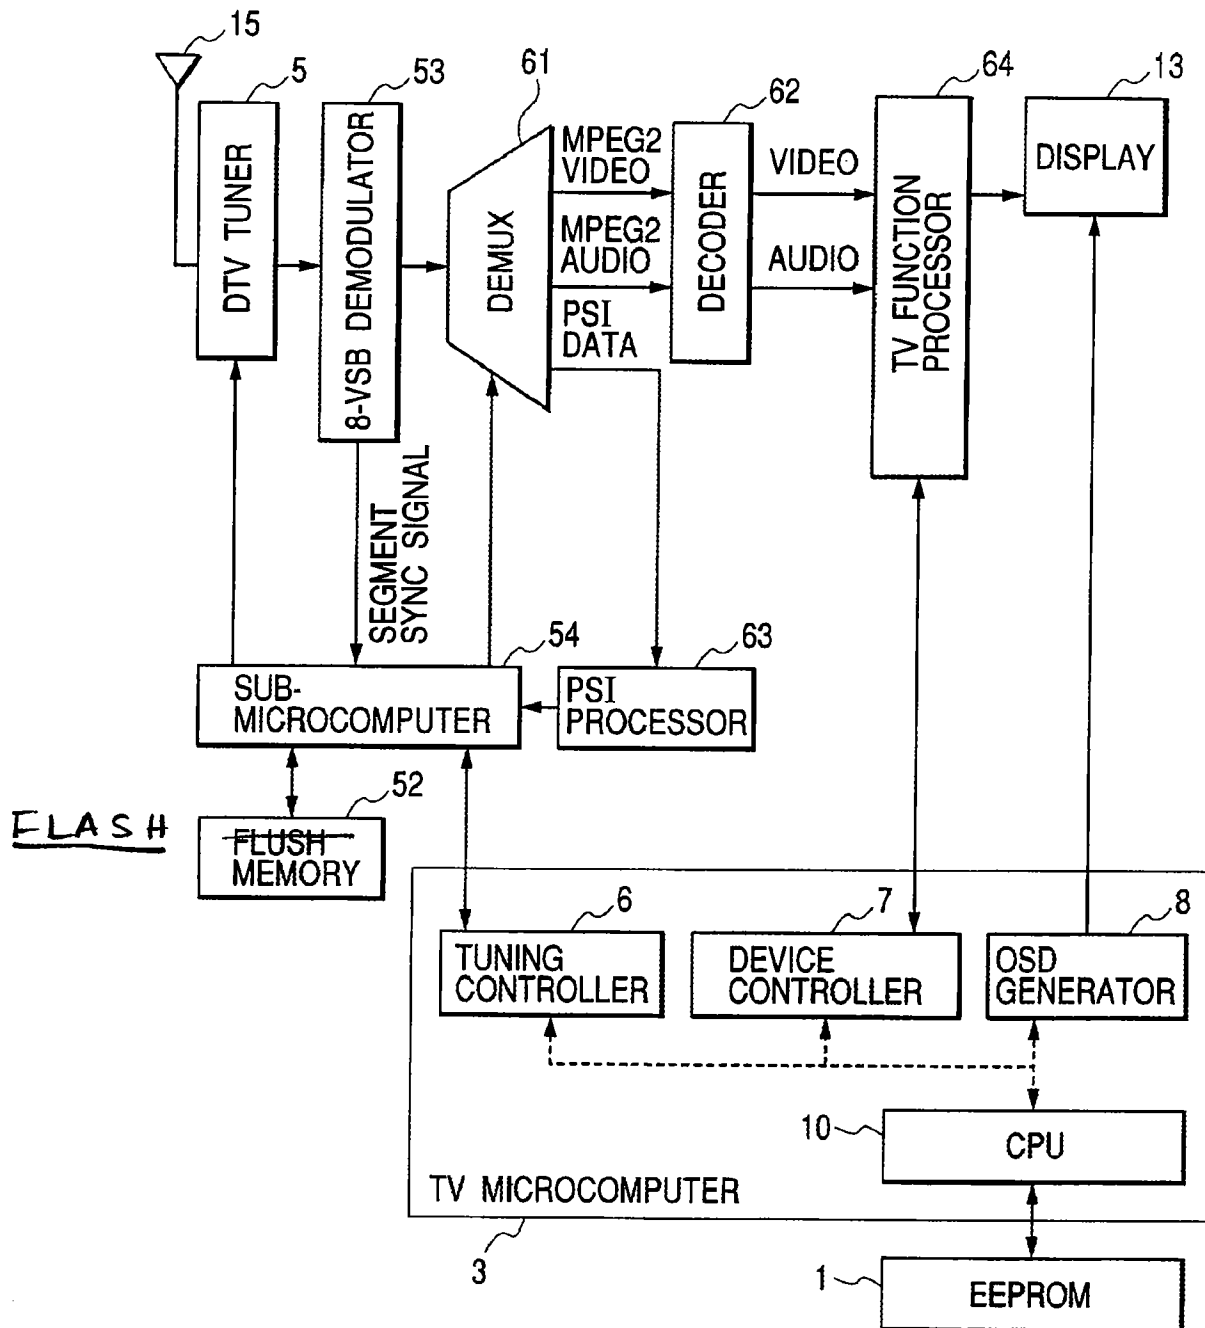 15
5
53
61
62
64
13
DTV TUNER
8-VSB DEMODULATOR
DEMUX
MPEG2
VIDEO
MPEG2
AUDIO
PSI
DATA
DECODER
VIDEO
AUDIO
TV FUNCTION
PROCESSOR
DISPLAY
SEGMENT
SYNC SIGNAL
54
63
SUB-
MICROCOMPUTER
PSI
PROCESSOR
52
FLASH
FLUSH
MEMORY
6
7
8
TUNING
CONTROLLER
DEVICE
CONTROLLER
OSD
GENERATOR
10
CPU
TV MICROCOMPUTER
3
1
EEPROM